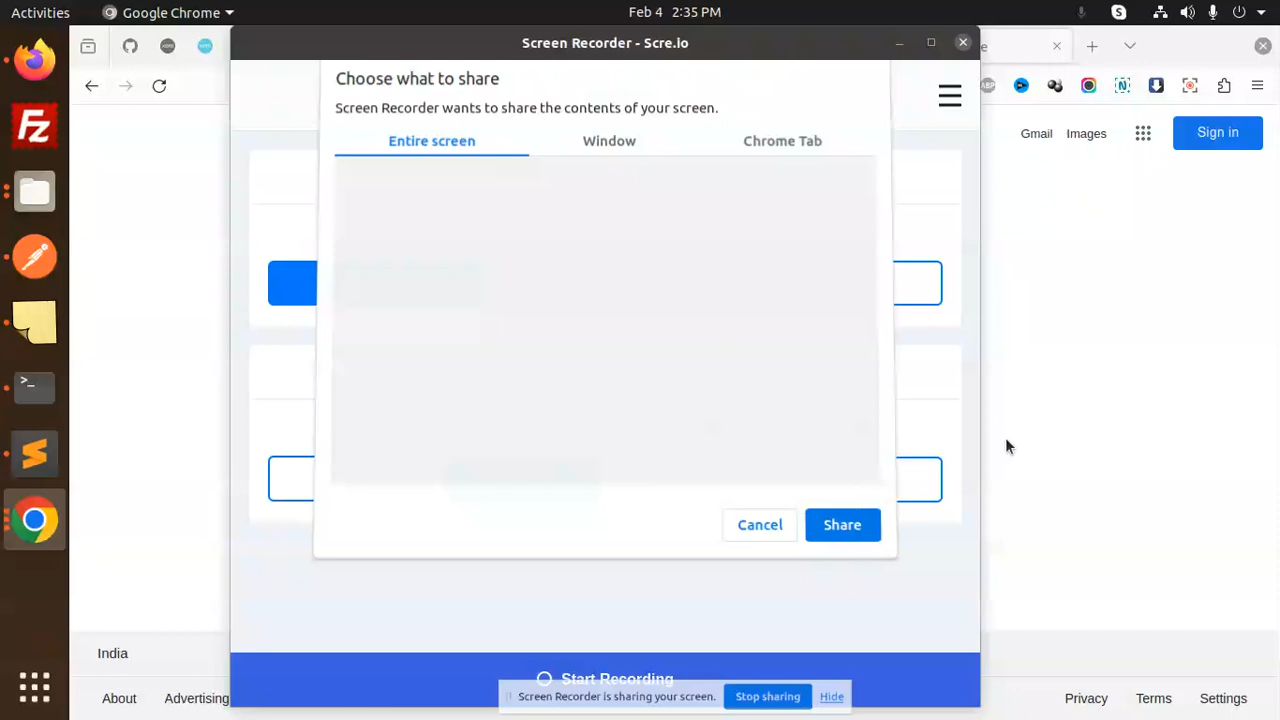 Activities
Google Chrome
Feb 4 2:35 PM
Screen Recorder - Scre.io
Choose what to share
Screen Recorder wants to share the contents of your screen.
Entire screen
Window
Chrome Tab
Gmail
Images
Sign in
Cancel
Share
India
Start Recording
Screen Recorder is sharing your screen.
Stop sharing
Hide
About
Advertising
Privacy
Terms
Settings